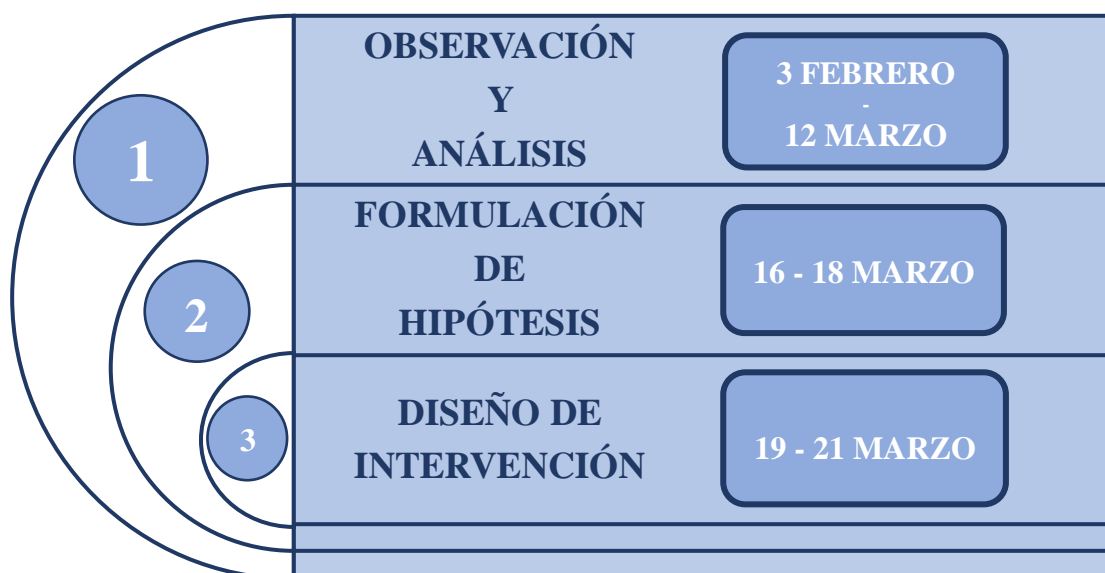 1
OBSERVACIÓN
Y
ANÁLISIS
3 FEBRERO
-
12 MARZO
2
FORMULACIÓN
DE
HIPÓTESIS
16 - 18 MARZO
3
DISEÑO DE
INTERVENCIÓN
19 - 21 MARZO